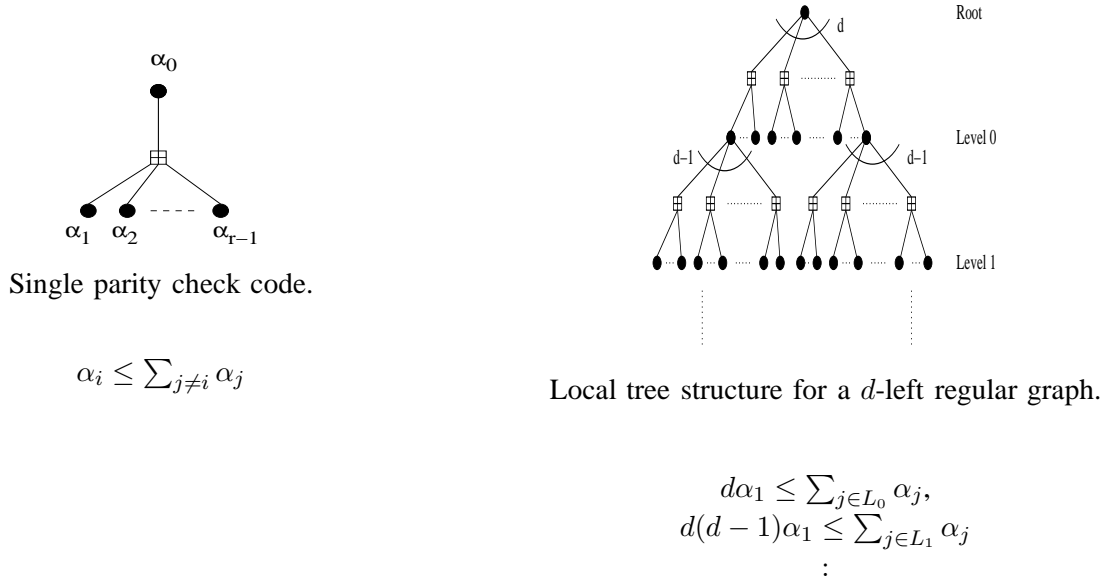 α₀
α₁ α₂ αᵣ₋₁
Single parity check code.
αᵢ ≤ ∑_{j≠i} αⱼ
Root
d
Level 0
d−1 d−1
Level 1
Local tree structure for a d-left regular graph.
dα₁ ≤ ∑_{j∈L₀} αⱼ,
d(d − 1)α₁ ≤ ∑_{j∈L₁} αⱼ
: